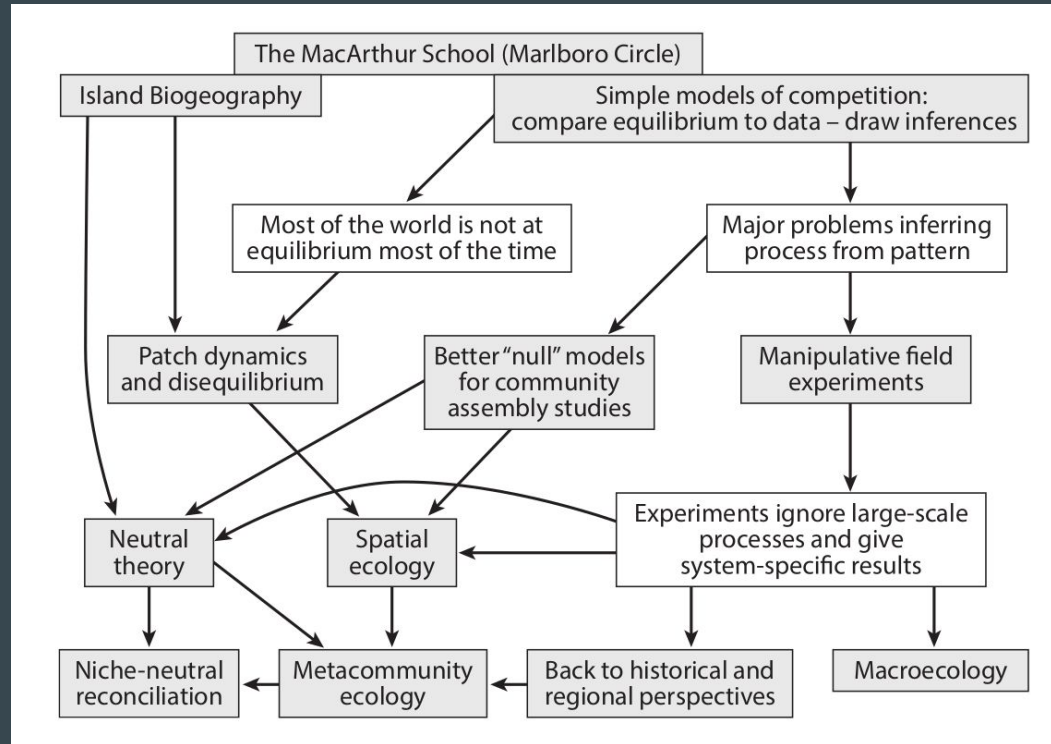 The MacArthur School (Marlboro Circle)
Island Biogeography
Simple models of competition:
compare equilibrium to data – draw inferences
Most of the world is not at
equilibrium most of the time
Major problems inferring
process from pattern
Patch dynamics
and disequilibrium
Better “null” models
for community
assembly studies
Manipulative field
experiments
Neutral
theory
Spatial
ecology
Experiments ignore large-scale
processes and give
system-specific results
Niche-neutral
reconciliation
Metacommunity
ecology
Back to historical and
regional perspectives
Macroecology